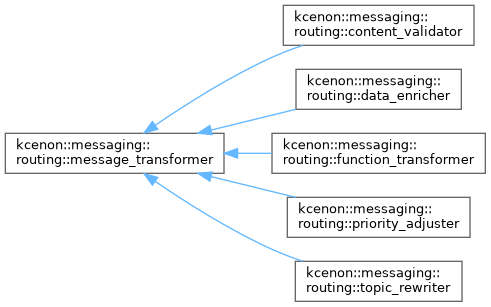 kcenon::messaging::
routing::content_validator
kcenon::messaging::
routing::data_enricher
kcenon::messaging::
routing::message_transformer
kcenon::messaging::
routing::function_transformer
kcenon::messaging::
routing::priority_adjuster
kcenon::messaging::
routing::topic_rewriter